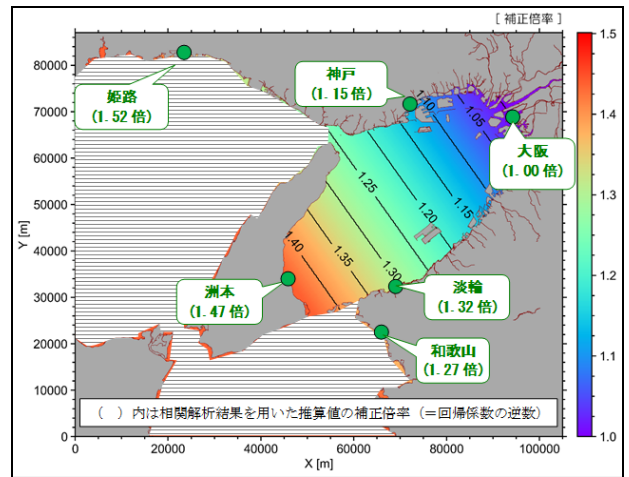 [ 補正倍率 ]
姫路
(1.52 倍)
神戸
(1.15 倍)
大阪
(1.00 倍)
洲本
(1.47 倍)
淡輪
(1.32 倍)
和歌山
(1.27 倍)
1.10
1.05
1.25
1.15
1.20
1.40
1.35
1.30
( ) 内は相関解析結果を用いた推算値の補正倍率 (=回帰係数の逆数)
Y [m]
80000
70000
60000
50000
40000
30000
20000
10000
0
0 20000 40000 60000 80000 100000
X [m]
1.5
1.4
1.3
1.2
1.1
1.0